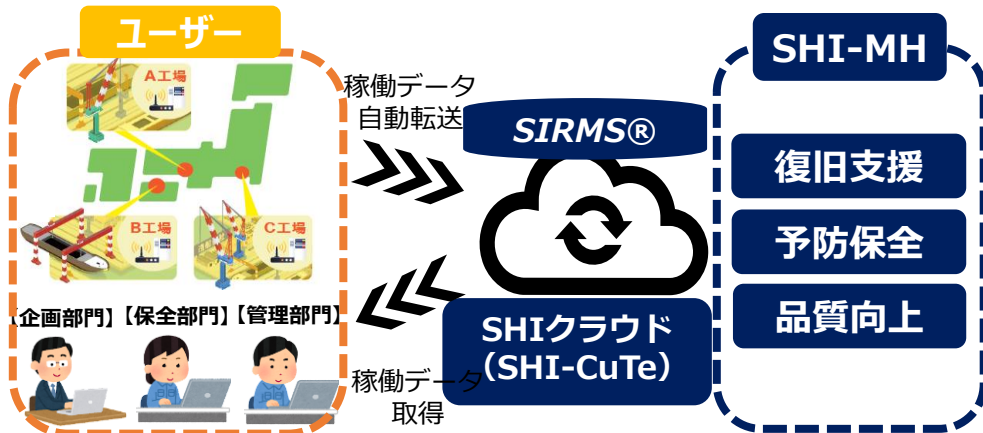 ユーザー
A工場
B工場
C工場
【企画部門】【保全部門】【管理部門】
稼働データ
自動転送
SIRMS®
SHIクラウド
（SHI-CuTe）
稼働データ
取得
SHI-MH
復旧支援
予防保全
品質向上